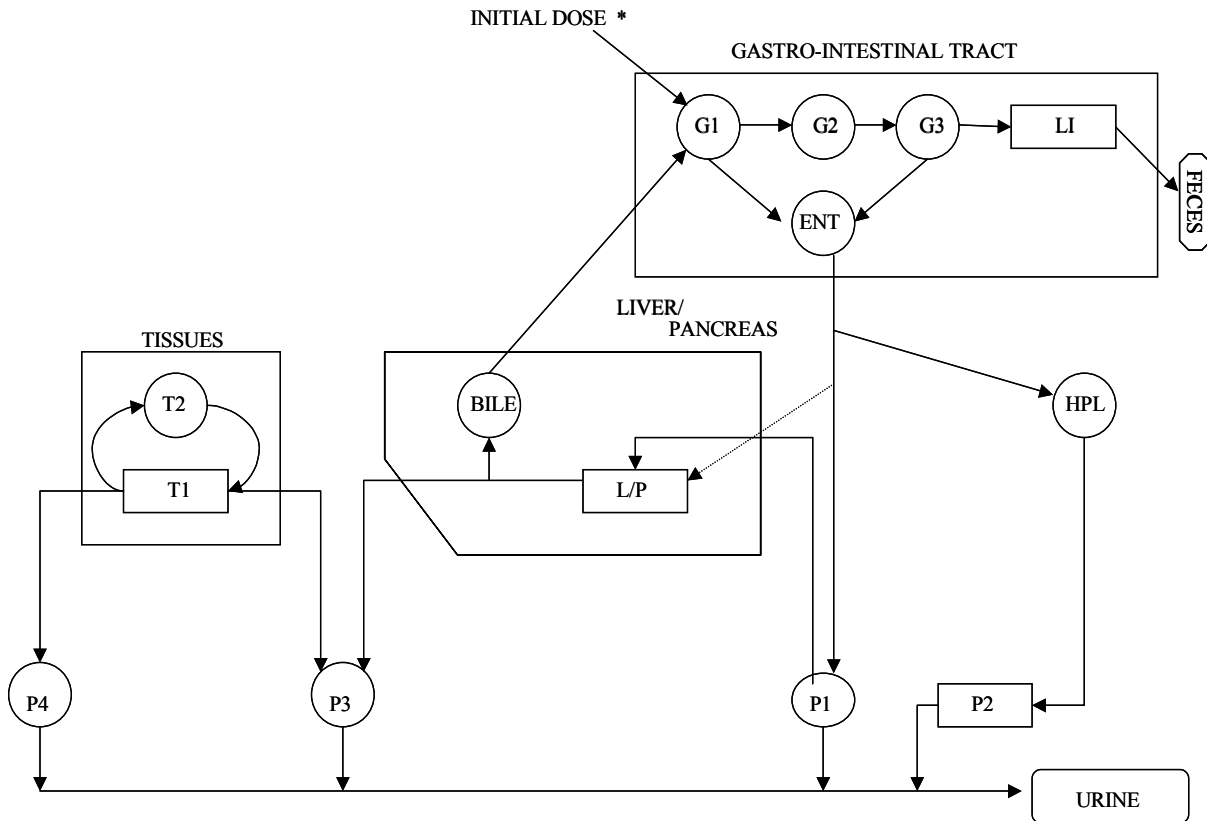 INITIAL DOSE *
GASTRO-INTESTINAL TRACT
G1
G2
G3
LI
FECES
ENT
LIVER/
PANCREAS
TISSUES
T2
BILE
HPL
T1
L/P
P4
P3
P1
P2
URINE